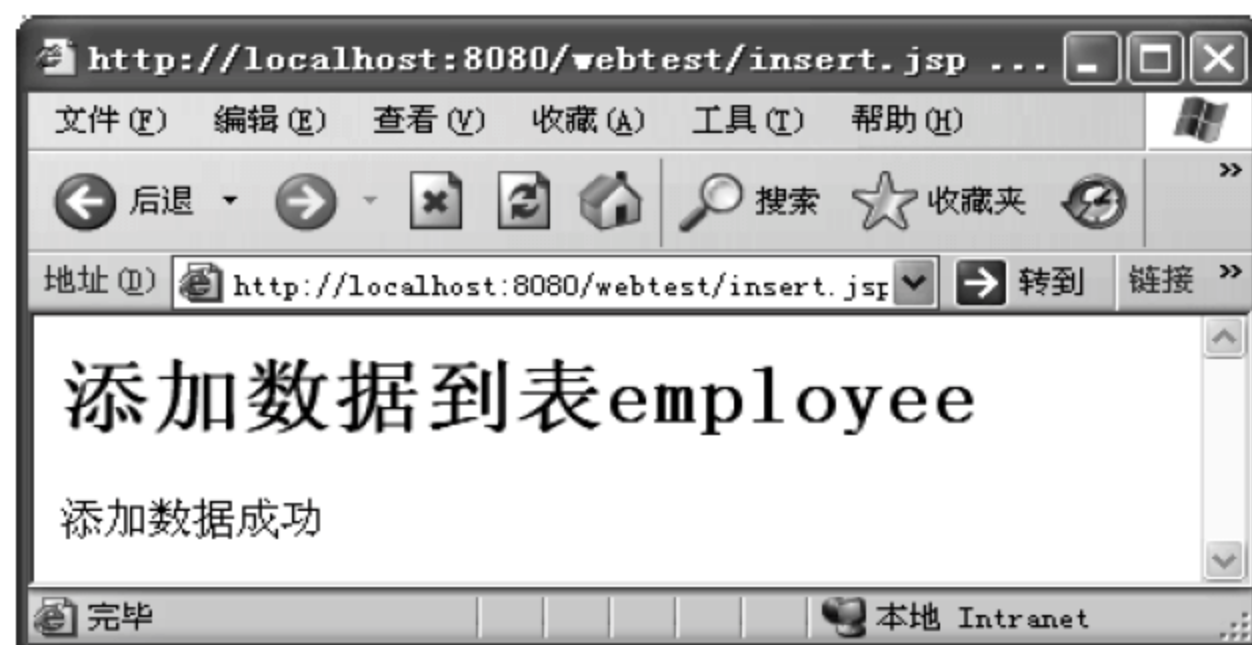 http://localhost:8080/webtest/insert.jsp ...
文件(F) 编辑(E) 查看(V) 收藏(A) 工具(T) 帮助(H)
后退 搜索 收藏夹 »
地址(D) http://localhost:8080/webtest/insert.jsp 转到 链接 »
添加数据到表employee
添加数据成功
完毕 本地 Intranet